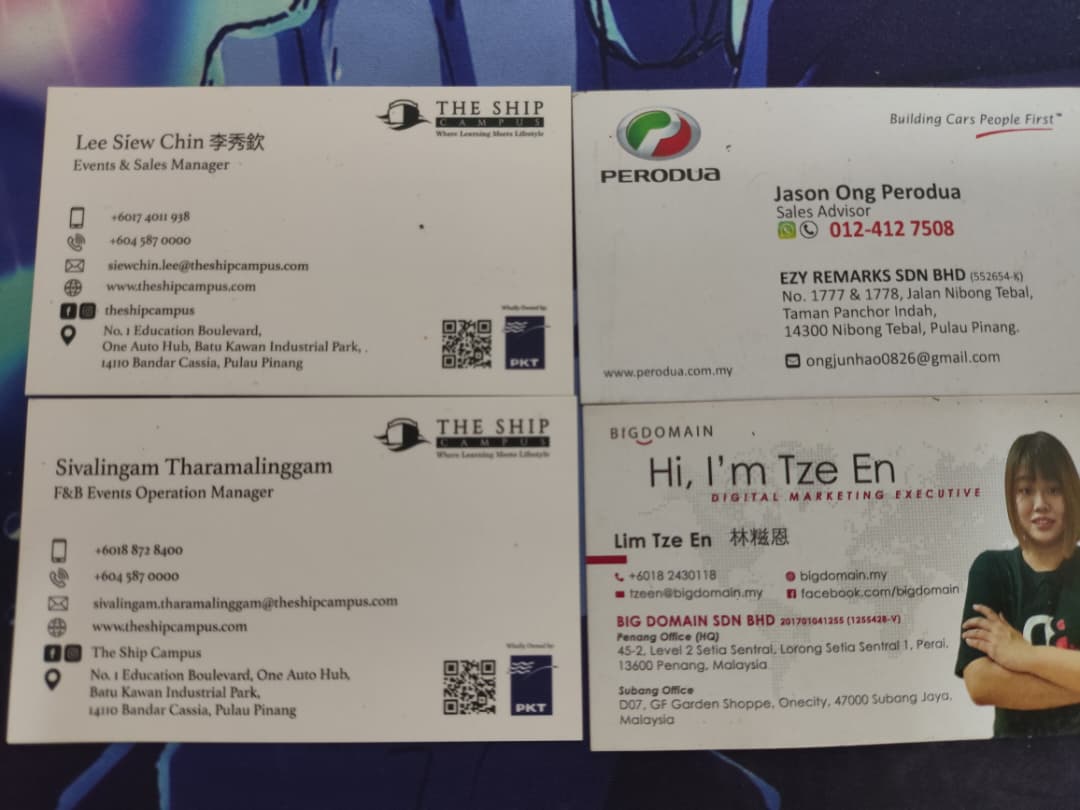 THE SHIP
CAMPUS
Where Learning Meets Lifestyle
Lee Siew Chin 李秀欽
Events & Sales Manager
+6017 4011 938
+604 587 0000
siewchin.lee@theshipcampus.com
www.theshipcampus.com
theshipcampus
No. 1 Education Boulevard,
One Auto Hub, Batu Kawan Industrial Park,
14110 Bandar Cassia, Pulau Pinang
Wholly Owned by:
PKT
Building Cars People First™
PERODUA
Jason Ong Perodua
Sales Advisor
012-412 7508
EZY REMARKS SDN BHD (552654-K)
No. 1777 & 1778, Jalan Nibong Tebal,
Taman Panchor Indah,
14300 Nibong Tebal, Pulau Pinang.
ongjunhao0826@gmail.com
www.perodua.com.my
THE SHIP
CAMPUS
Where Learning Meets Lifestyle
Sivalingam Tharamalinggam
F&B Events Operation Manager
+6018 872 8400
+604 587 0000
sivalingam.tharamalinggam@theshipcampus.com
www.theshipcampus.com
The Ship Campus
No. 1 Education Boulevard, One Auto Hub,
Batu Kawan Industrial Park,
14110 Bandar Cassia, Pulau Pinang
Wholly Owned by:
PKT
BIGDOMAIN
Hi, I'm Tze En
DIGITAL MARKETING EXECUTIVE
Lim Tze En 林糍恩
+6018 2430118
bigdomain.my
tzeen@bigdomain.my
facebook.com/bigdomain
BIG DOMAIN SDN BHD 201701041255 (1255428-V)
Penang Office (HQ)
45-2, Level 2 Setia Sentral, Lorong Setia Sentral 1, Perai,
13600 Penang, Malaysia
Subang Office
D07, GF Garden Shoppe, Onecity, 47000 Subang Jaya,
Malaysia